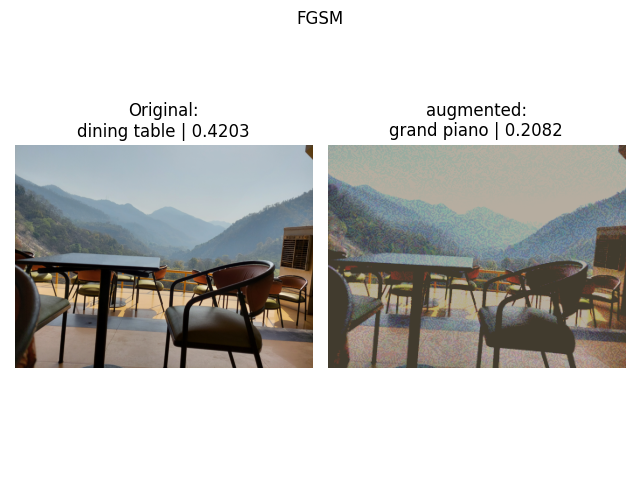 FGSM
Original:
dining table | 0.4203
augmented:
grand piano | 0.2082